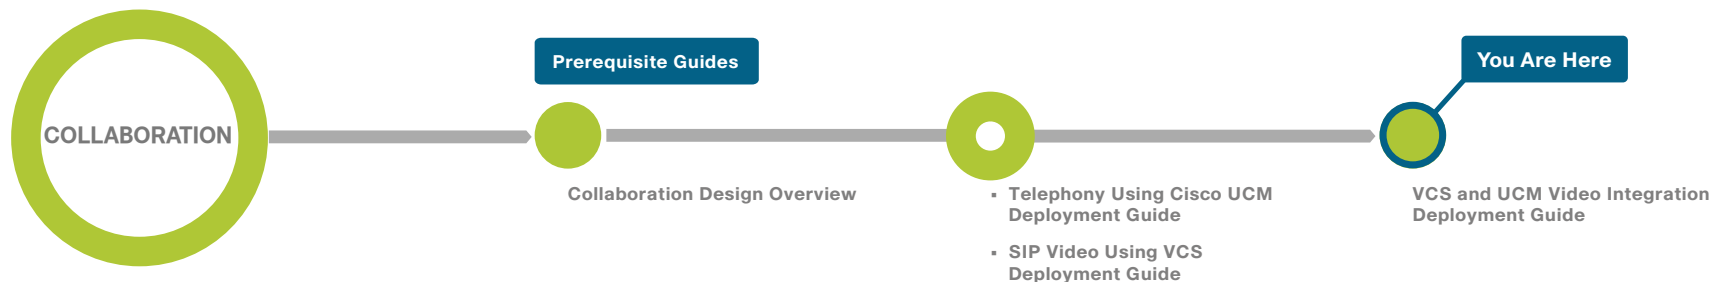 COLLABORATION
Prerequisite Guides
You Are Here
Collaboration Design Overview
▪ Telephony Using Cisco UCM
Deployment Guide
▪ SIP Video Using VCS
Deployment Guide
VCS and UCM Video Integration
Deployment Guide